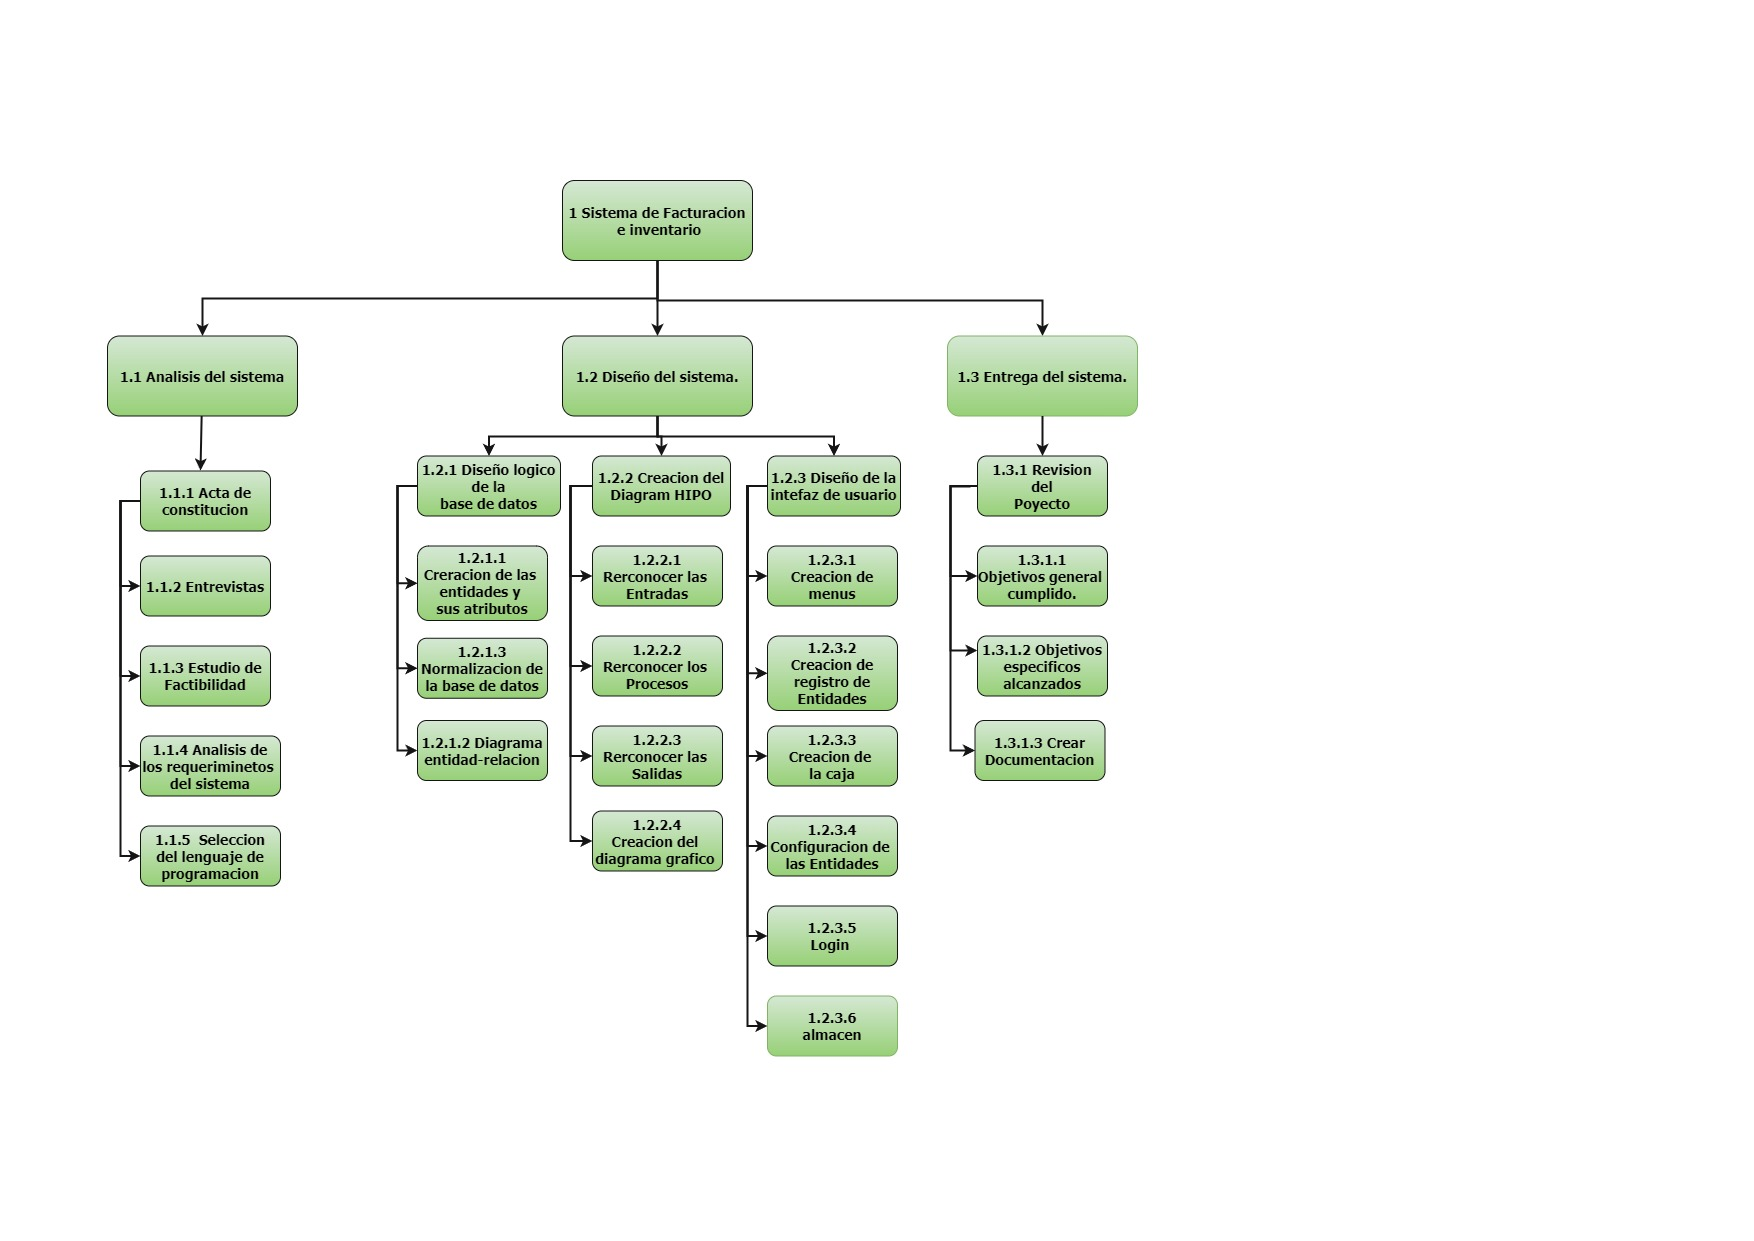 1 Sistema de Facturacion
e inventario
1.1 Analisis del sistema
1.2 Diseño del sistema.
1.3 Entrega del sistema.
1.1.1 Acta de
constitucion
1.1.2 Entrevistas
1.1.3 Estudio de
Factibilidad
1.1.4 Analisis de
los requeriminetos
del sistema
1.1.5  Seleccion
del lenguaje de
programacion
1.2.1 Diseño logico
de la
base de datos
1.2.1.1
Creracion de las
entidades y
sus atributos
1.2.1.3
Normalizacion de
la base de datos
1.2.1.2 Diagrama
entidad-relacion
1.2.2 Creacion del
Diagram HIPO
1.2.2.1
Rerconocer las
Entradas
1.2.2.2
Rerconocer los
Procesos
1.2.2.3
Rerconocer las
Salidas
1.2.2.4
Creacion del
diagrama grafico
1.2.3 Diseño de la
intefaz de usuario
1.2.3.1
Creacion de
menus
1.2.3.2
Creacion de
registro de
Entidades
1.2.3.3
Creacion de
la caja
1.2.3.4
Configuracion de
las Entidades
1.2.3.5
Login
1.2.3.6
almacen
1.3.1 Revision
del
Poyecto
1.3.1.1
Objetivos general
cumplido.
1.3.1.2 Objetivos
especificos
alcanzados
1.3.1.3 Crear
Documentacion